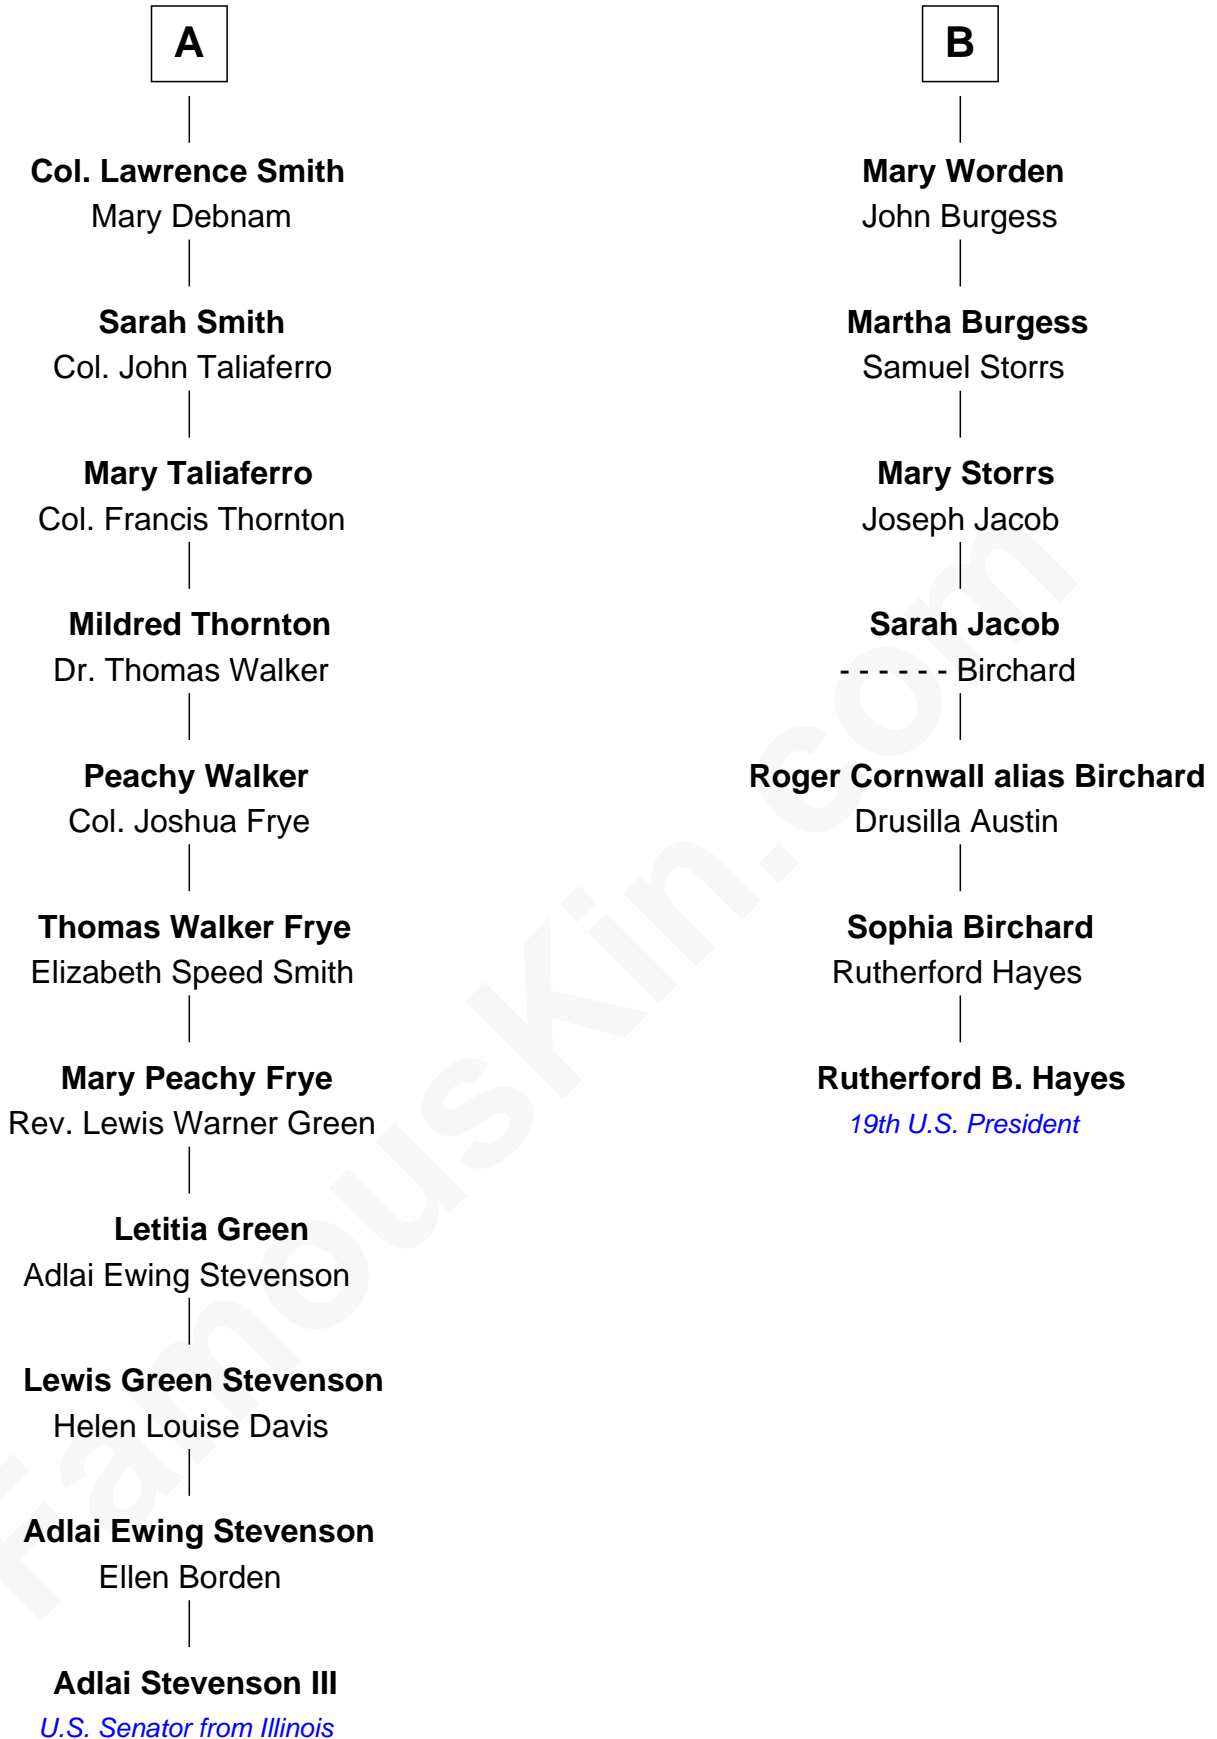 A
Col. Lawrence Smith
Mary Debnam
Sarah Smith
Col. John Taliaferro
Mary Taliaferro
Col. Francis Thornton
Mildred Thornton
Dr. Thomas Walker
Peachy Walker
Col. Joshua Frye
Thomas Walker Frye
Elizabeth Speed Smith
Mary Peachy Frye
Rev. Lewis Warner Green
Letitia Green
Adlai Ewing Stevenson
Lewis Green Stevenson
Helen Louise Davis
Adlai Ewing Stevenson
Ellen Borden
Adlai Stevenson III
U.S. Senator from Illinois
B
Mary Worden
John Burgess
Martha Burgess
Samuel Storrs
Mary Storrs
Joseph Jacob
Sarah Jacob
- - - - - - Birchard
Roger Cornwall alias Birchard
Drusilla Austin
Sophia Birchard
Rutherford Hayes
Rutherford B. Hayes
19th U.S. President
FamousKin.com